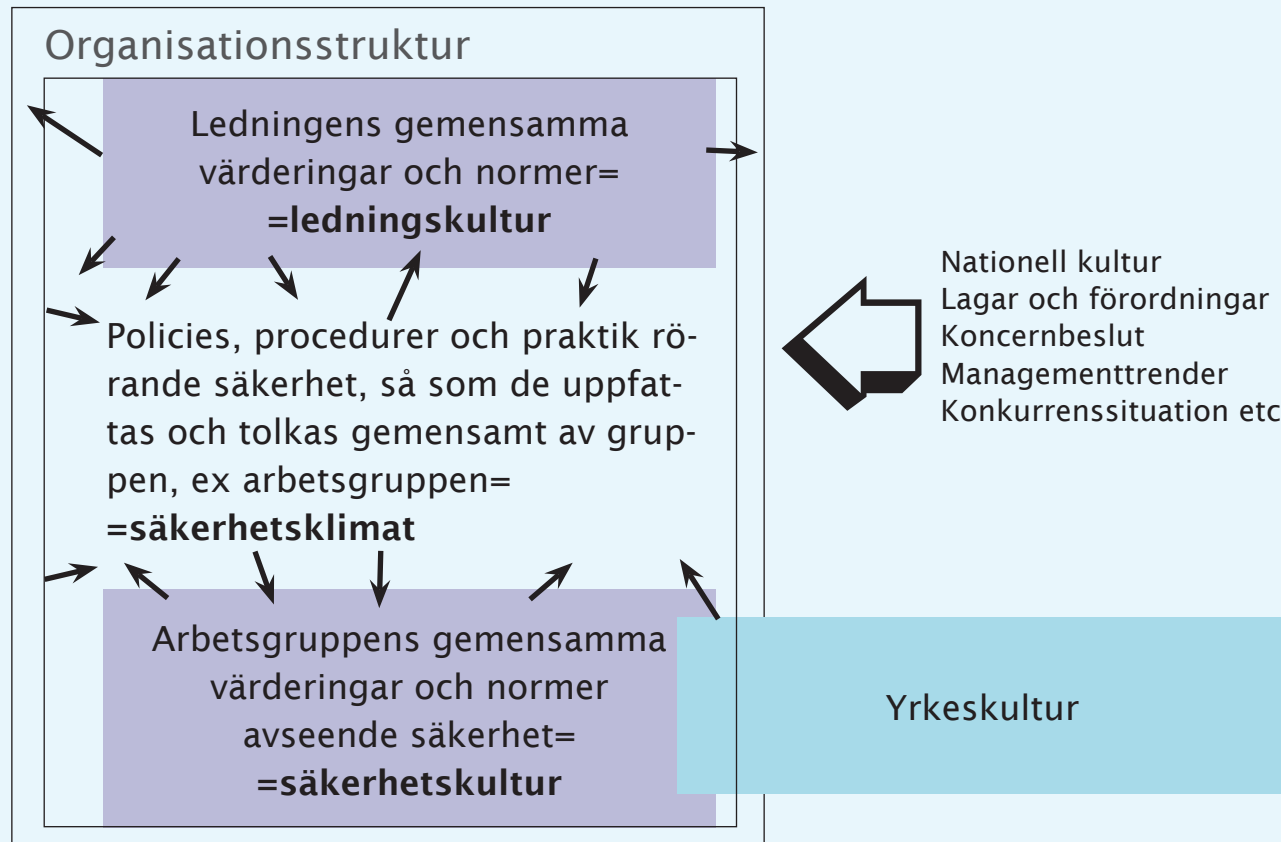 Organisationsstruktur
Ledningens gemensamma
värderingar och normer=
=ledningskultur
Policies, procedurer och praktik rö-
rande säkerhet, så som de uppfat-
tas och tolkas gemensamt av grup-
pen, ex arbetsgruppen=
=säkerhetsklimat
Arbetsgruppens gemensamma
värderingar och normer
avseende säkerhet=
=säkerhetskultur
Nationell kultur
Lagar och förordningar
Koncernbeslut
Managementtrender
Konkurrenssituation etc
Yrkeskultur